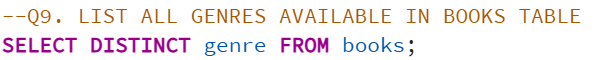 --Q9. LIST ALL GENRES AVAILABLE IN BOOKS TABLE
SELECT DISTINCT genre FROM books;